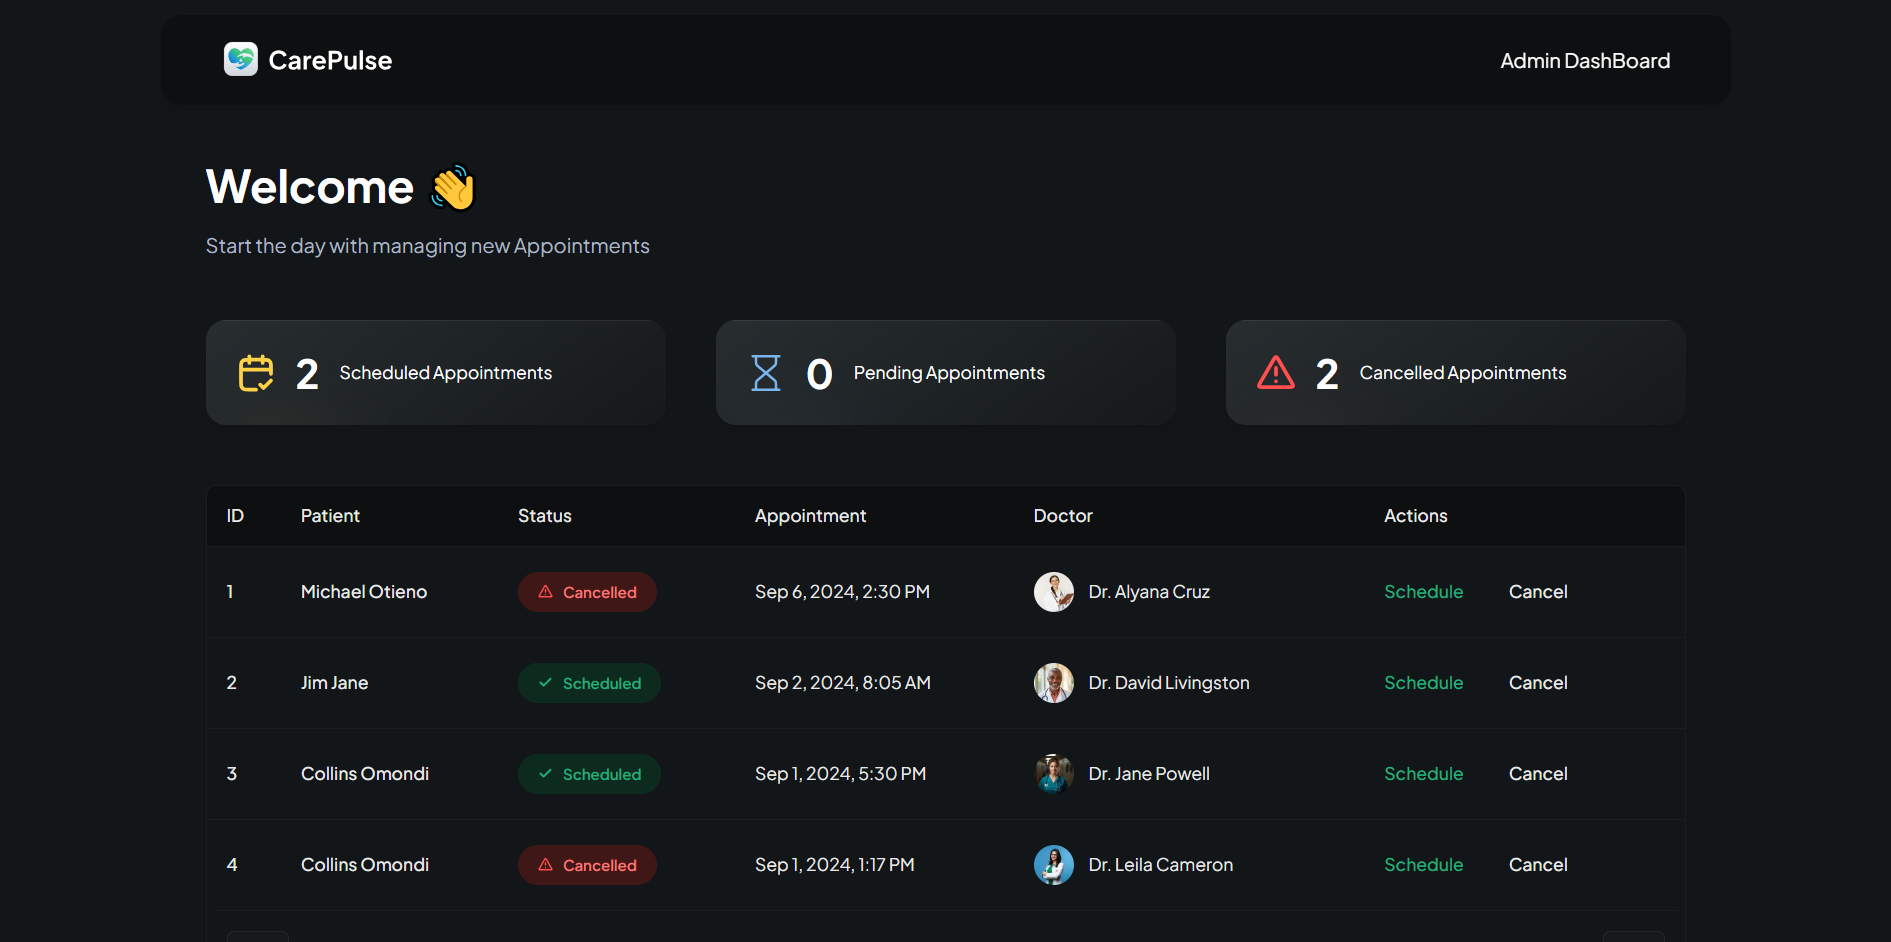 CarePulse
Admin DashBoard
Welcome 👋
Start the day with managing new Appointments
2 Scheduled Appointments
0 Pending Appointments
2 Cancelled Appointments
ID Patient Status Appointment Doctor Actions
1 Michael Otieno Cancelled Sep 6, 2024, 2:30 PM Dr. Alyana Cruz Schedule Cancel
2 Jim Jane Scheduled Sep 2, 2024, 8:05 AM Dr. David Livingston Schedule Cancel
3 Collins Omondi Scheduled Sep 1, 2024, 5:30 PM Dr. Jane Powell Schedule Cancel
4 Collins Omondi Cancelled Sep 1, 2024, 1:17 PM Dr. Leila Cameron Schedule Cancel